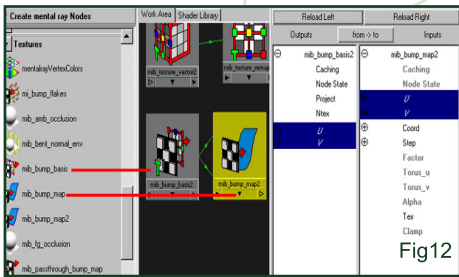 Create mental ray Nodes
Textures
mentalrayVertexColors
mi_bump_flakes
mib_amb_occlusion
mib_bent_normal_env
mib_bump_basis
mib_bump_map
mib_bump_map2
mib_fg_occlusion
mib_passthrough_bump_map
Work Area
Shader Library
mib_texture_vector2
mib_texture_remap
mib_bump_basis2
mib_bump_map2
Reload Left
Reload Right
Outputs
from -> to
Inputs
mib_bump_basis2
Caching
Node State
Project
Ntex
U
V
mib_bump_map2
Caching
Node State
U
V
Coord
Step
Factor
Torus_u
Torus_v
Alpha
Tex
Clamp
Fig12